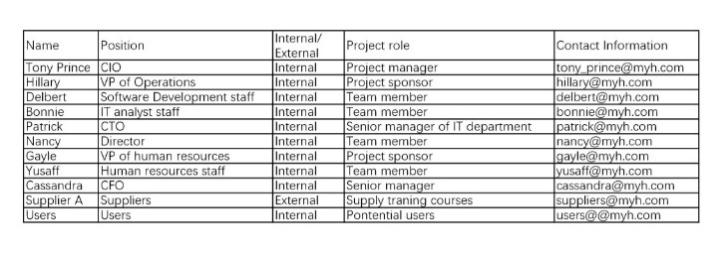 Name Position Internal/ External Project role Contact Information
Tony Prince CIO Internal Project manager tony_prince@myh.com
Hillary VP of Operations Internal Project sponsor hillary@myh.com
Delbert Software Development staff Internal Team member delbert@myh.com
Bonnie IT analyst staff Internal Team member bonnie@myh.com
Patrick CTO Internal Senior manager of IT department patrick@myh.com
Nancy Director Internal Team member nancy@myh.com
Gayle VP of human resources Internal Project sponsor gayle@myh.com
Yusaff Human resources staff Internal Team member yusaff@myh.com
Cassandra CFO Internal Senior manager cassandra@myh.com
Supplier A Suppliers External Supply traning courses suppliers@myh.com
Users Users Internal Pontential users users@@myh.com